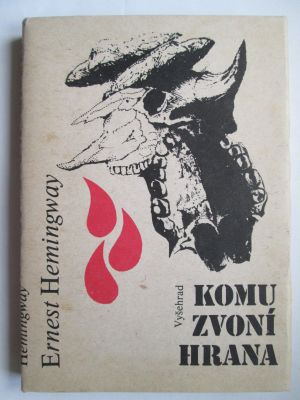 Hemingway
Ernest Hemingway
Vyšehrad
KOMU
ZVONÍ
HRANA